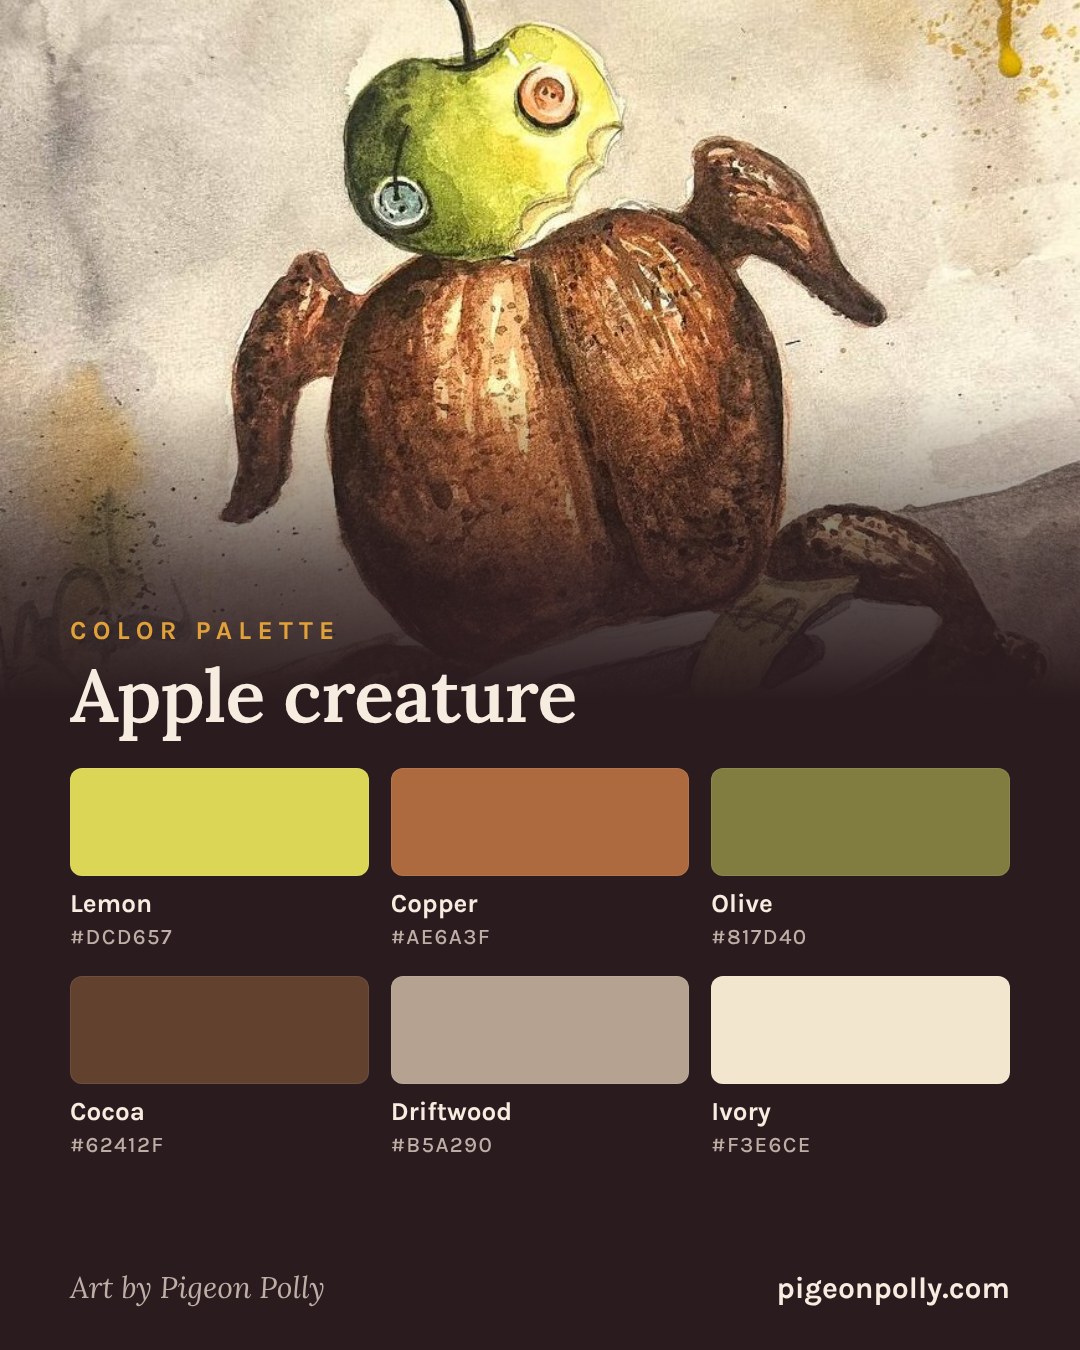 COLOR PALETTE
Apple creature
Lemon
#DCD657
Copper
#AE6A3F
Olive
#817D40
Cocoa
#62412F
Driftwood
#B5A290
Ivory
#F3E6CE
Art by Pigeon Polly
pigeonpolly.com